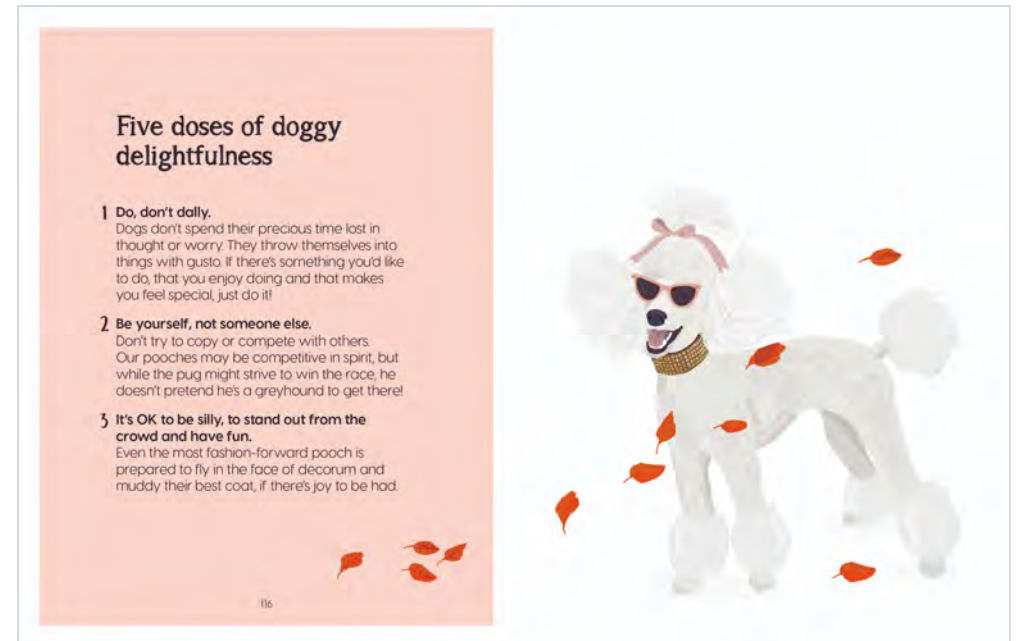 Five doses of doggy
delightfulness
1 Do, don't dally.
Dogs don't spend their precious time lost in
thought or worry. They throw themselves into
things with gusto. If there's something you'd like
to do, that you enjoy doing and that makes
you feel special, just do it!
2 Be yourself, not someone else.
Don't try to copy or compete with others.
Our pooches may be competitive in spirit, but
while the pug might strive to win the race, he
doesn't pretend he's a greyhound to get there!
3 It's OK to be silly, to stand out from the
crowd and have fun.
Even the most fashion-forward pooch is
prepared to fly in the face of decorum and
muddy their best coat, if there's joy to be had.
116